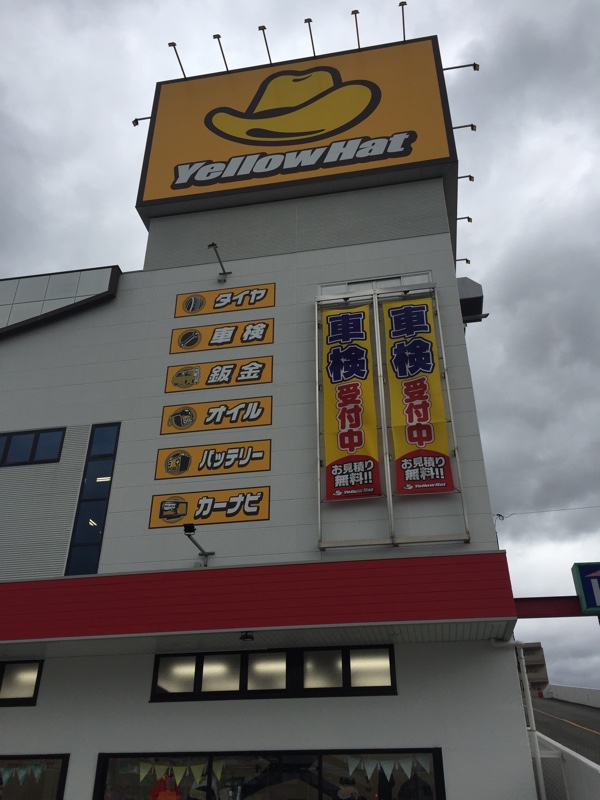 YellowHat
タイヤ
車検
鈑金
オイル
バッテリー
カーナビ
車検
受付中
お見積り
無料!!
YellowHat
車検
受付中
お見積り
無料!!
YellowHat